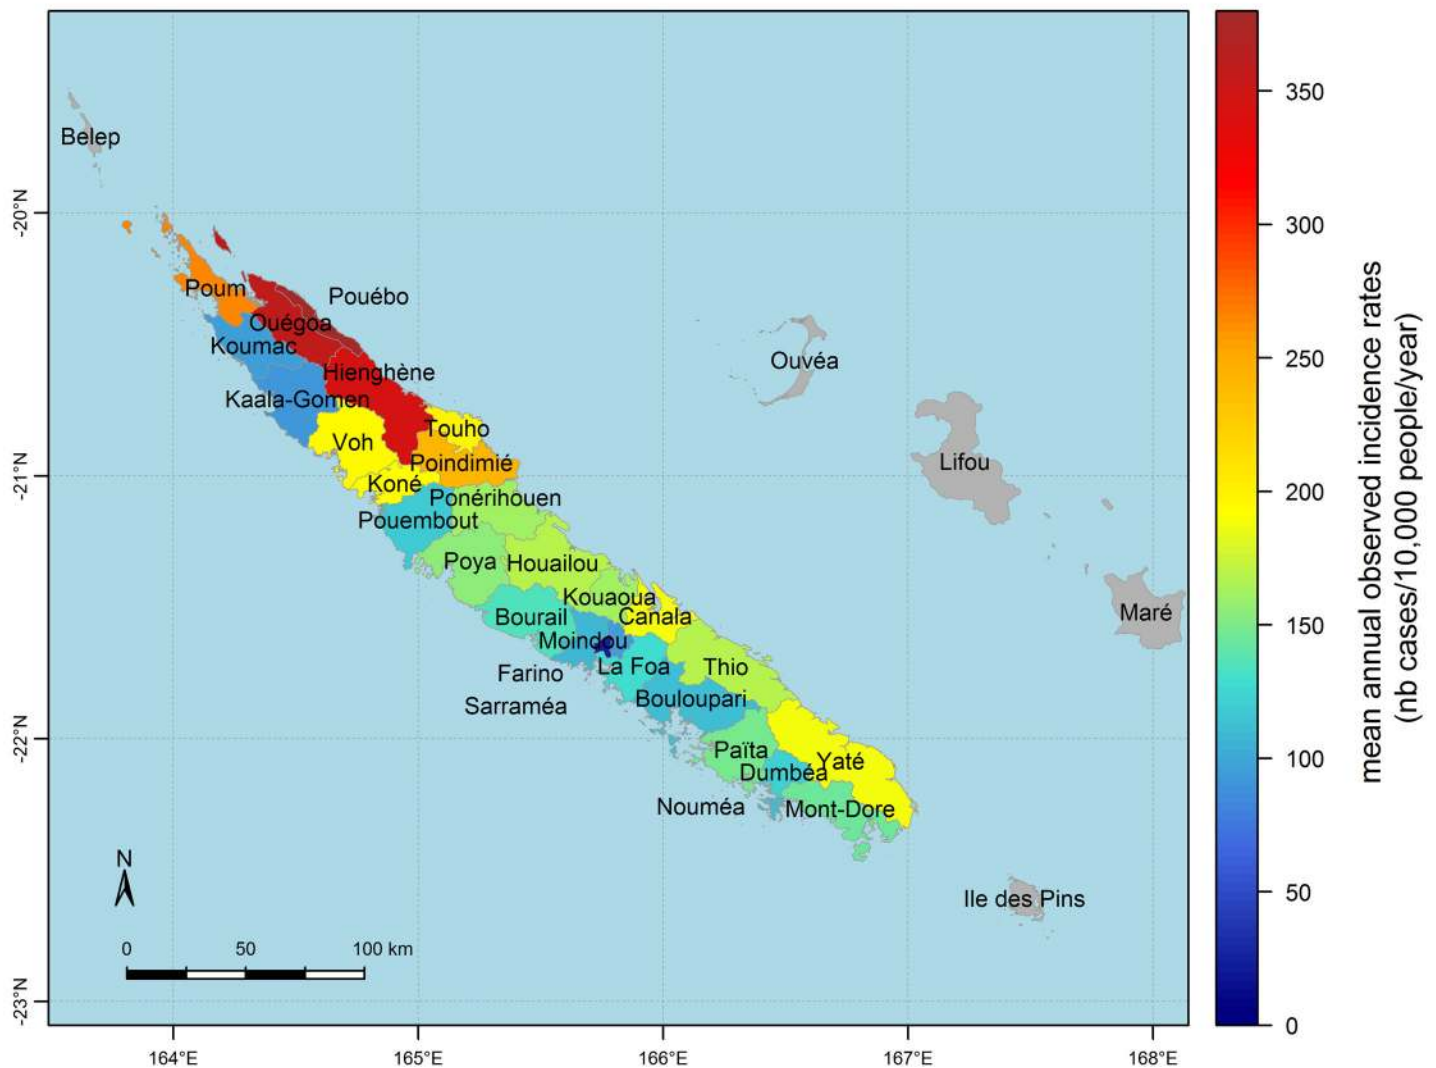 Belep
Poum
Pouébo
Ouégoa
Koumac
Hienghène
Kaala-Gomen
Touho
Voh
Poindimié
Koné
Ponérihouen
Pouembout
Poya
Houaïlou
Kouaoua
Bourail
Canala
Moindou
Farino
La Foa
Thio
Sarraméa
Bouloupari
Païta
Yaté
Dumbéa
Nouméa
Mont-Dore
Ouvéa
Lifou
Maré
Ile des Pins
N
0 50 100 km
-20°N
-21°N
-22°N
-23°N
164°E 165°E 166°E 167°E 168°E
350
300
250
200
150
100
50
0
mean annual observed incidence rates
(nb cases/10,000 people/year)